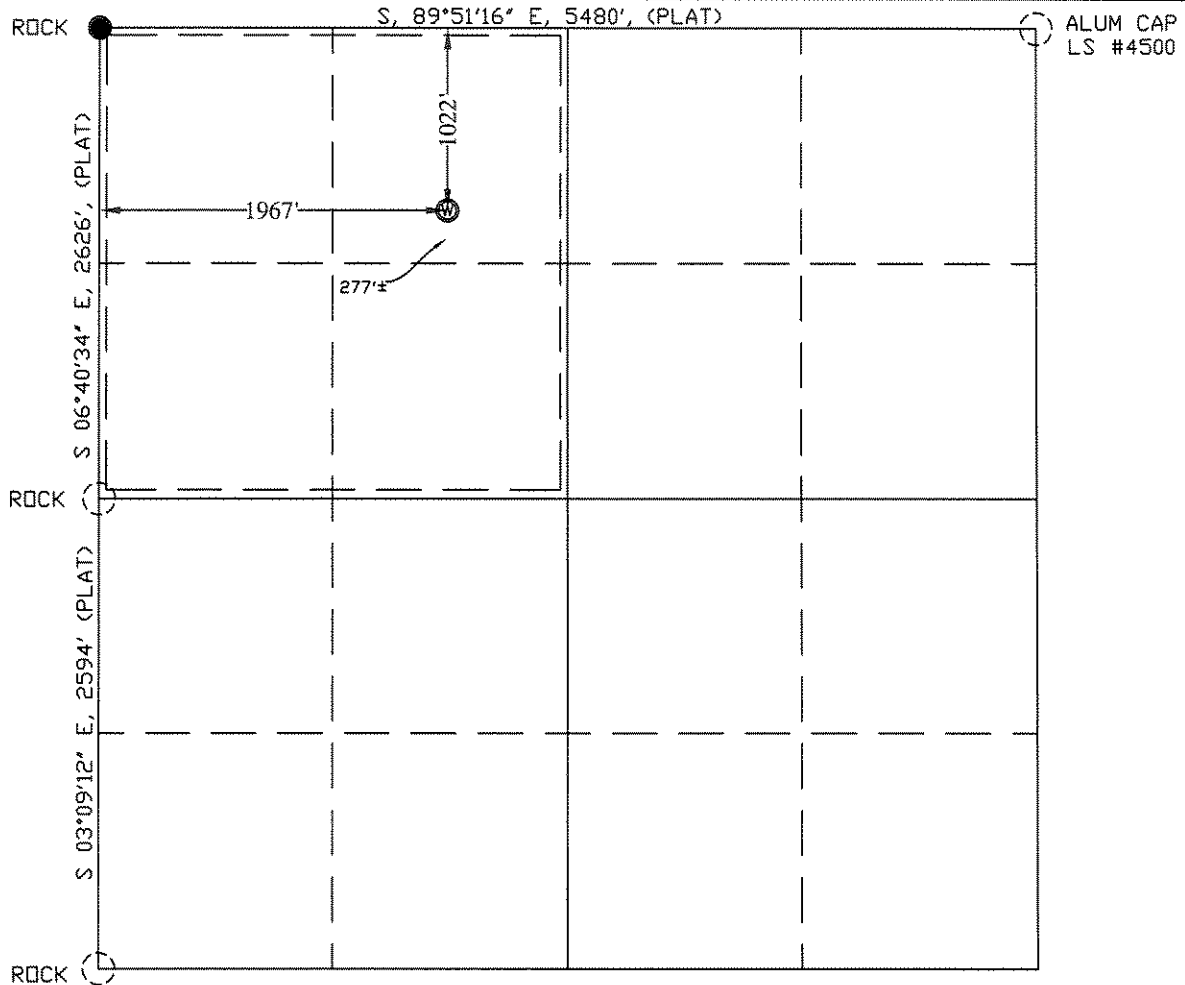 S, 89°51'16" E, 5480', (PLAT)
ROCK
ALUM CAP
LS #4500
S 06°40'34" E, 2626', (PLAT)
1022'
1967'
W
277'±
ROCK
S 03°09'12" E, 2594' (PLAT)
ROCK